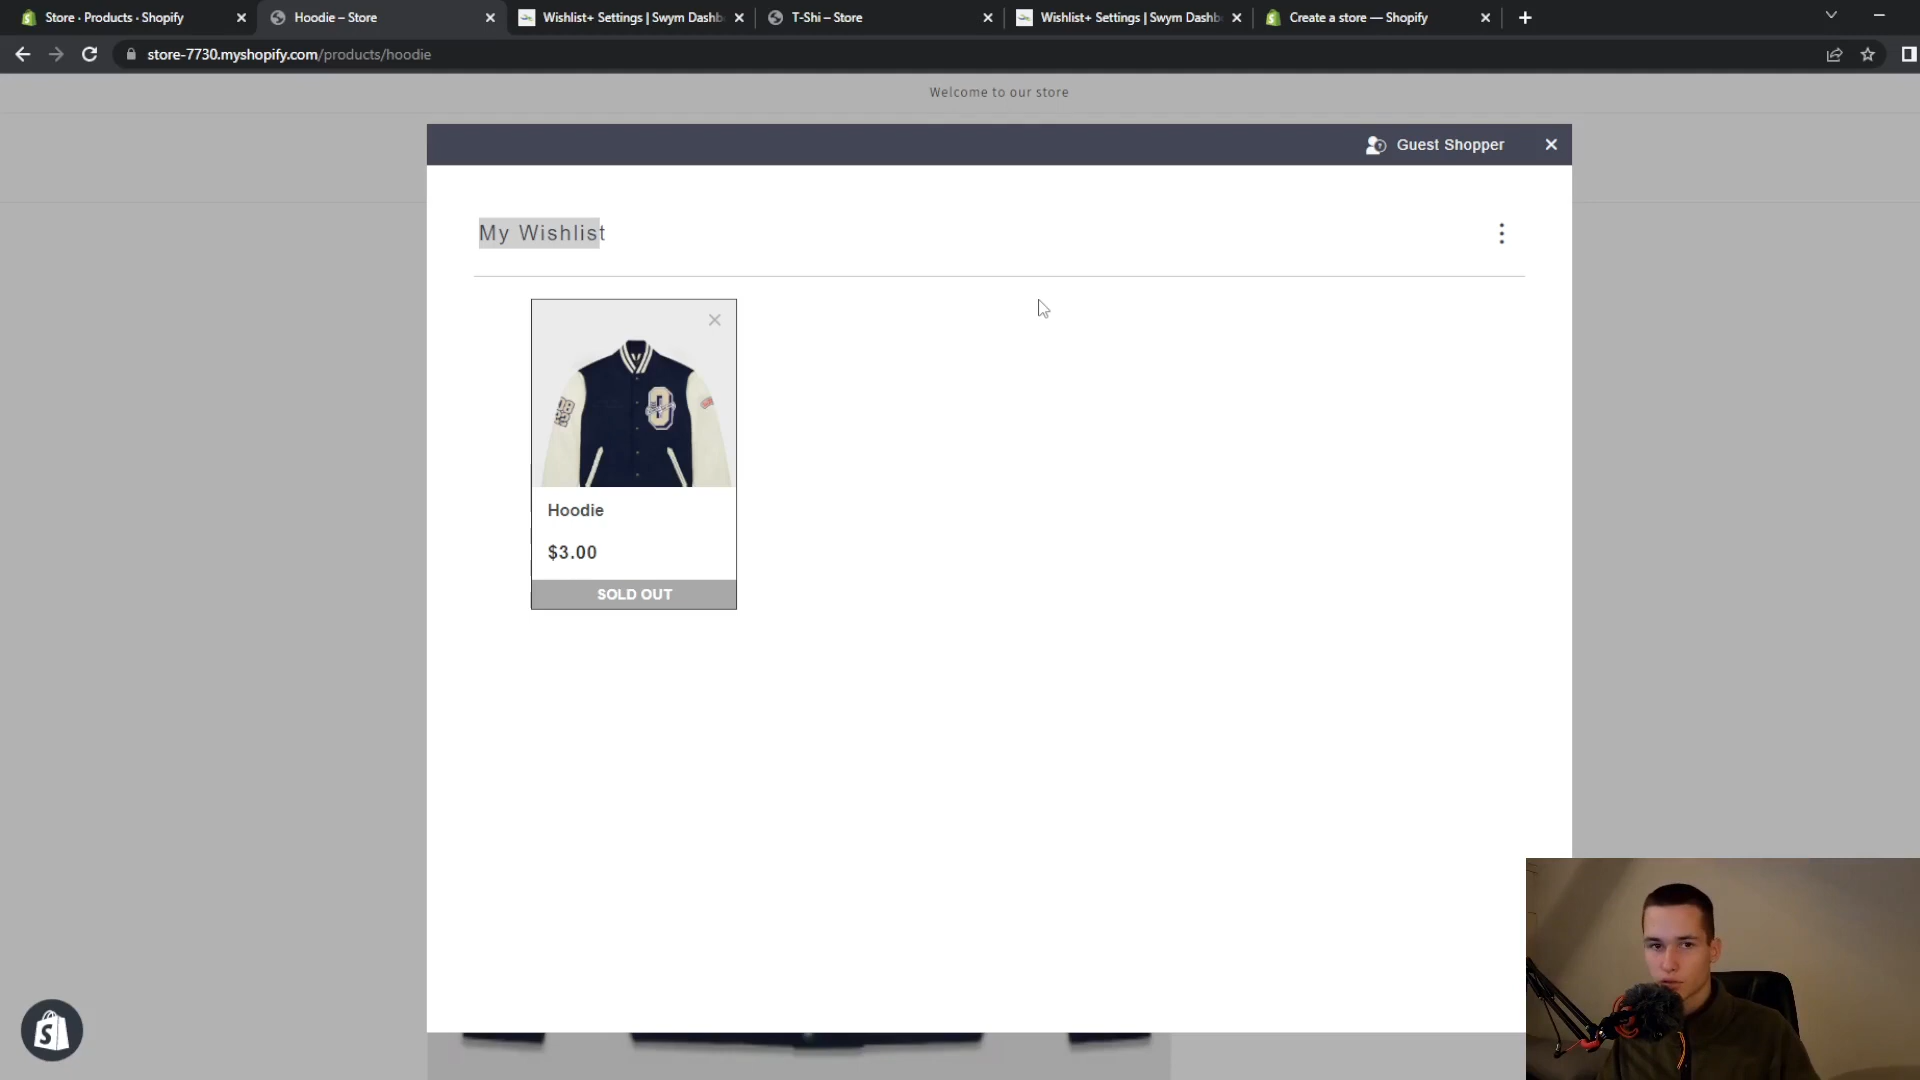 Store · Products · Shopify
Hoodie – Store
Wishlist+ Settings | Swym Dashb
T-Shi – Store
Wishlist+ Settings | Swym Dashb
Create a store — Shopify
store-7730.myshopify.com/products/hoodie
Welcome to our store
Guest Shopper
My Wishlist
Hoodie
$3.00
SOLD OUT